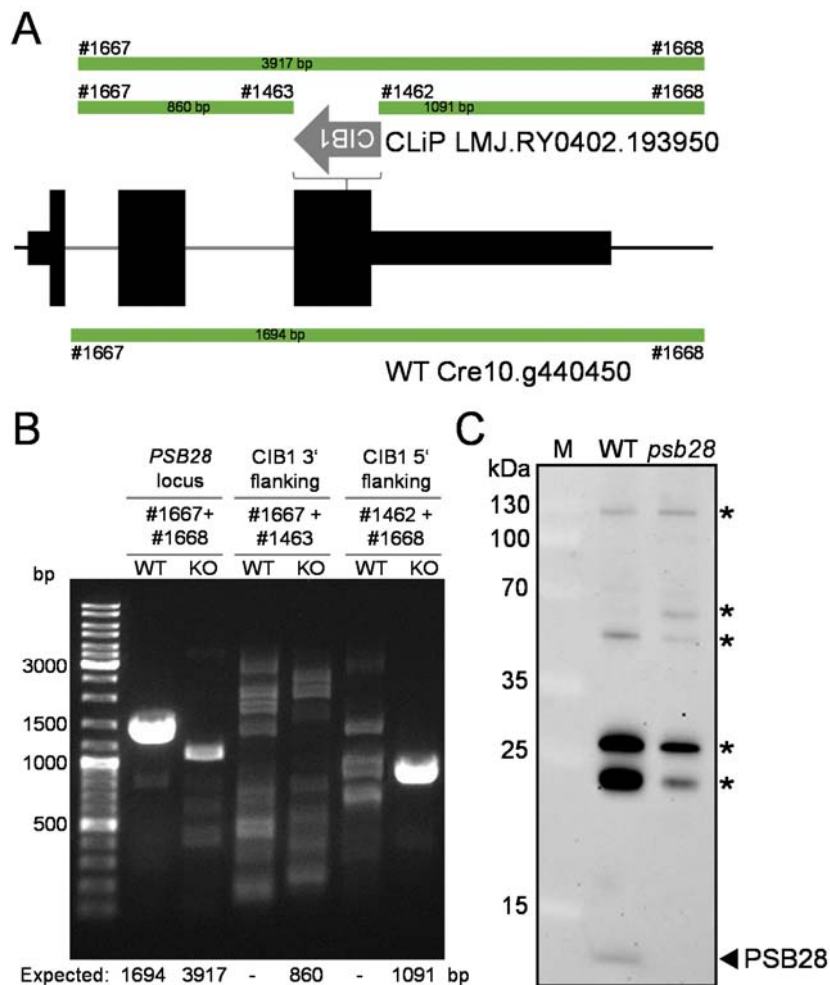 A
#1667 #1668
3917 bp
#1667 #1463 #1462 #1668
860 bp 1091 bp
CIB1
CLiP LMJ.RY0402.193950
1694 bp
#1667 #1668
WT Cre10.g440450
B
PSB28 locus CIB1 3' flanking CIB1 5' flanking
#1667+ #1668 #1667 + #1463 #1462 + #1668
bp WT KO WT KO WT KO
3000
1500
1000
500
Expected: 1694 3917 - 860 - 1091 bp
C
M WT psb28
kDa
130
100
70
35
25
15
*
*
*
*
*
PSB28